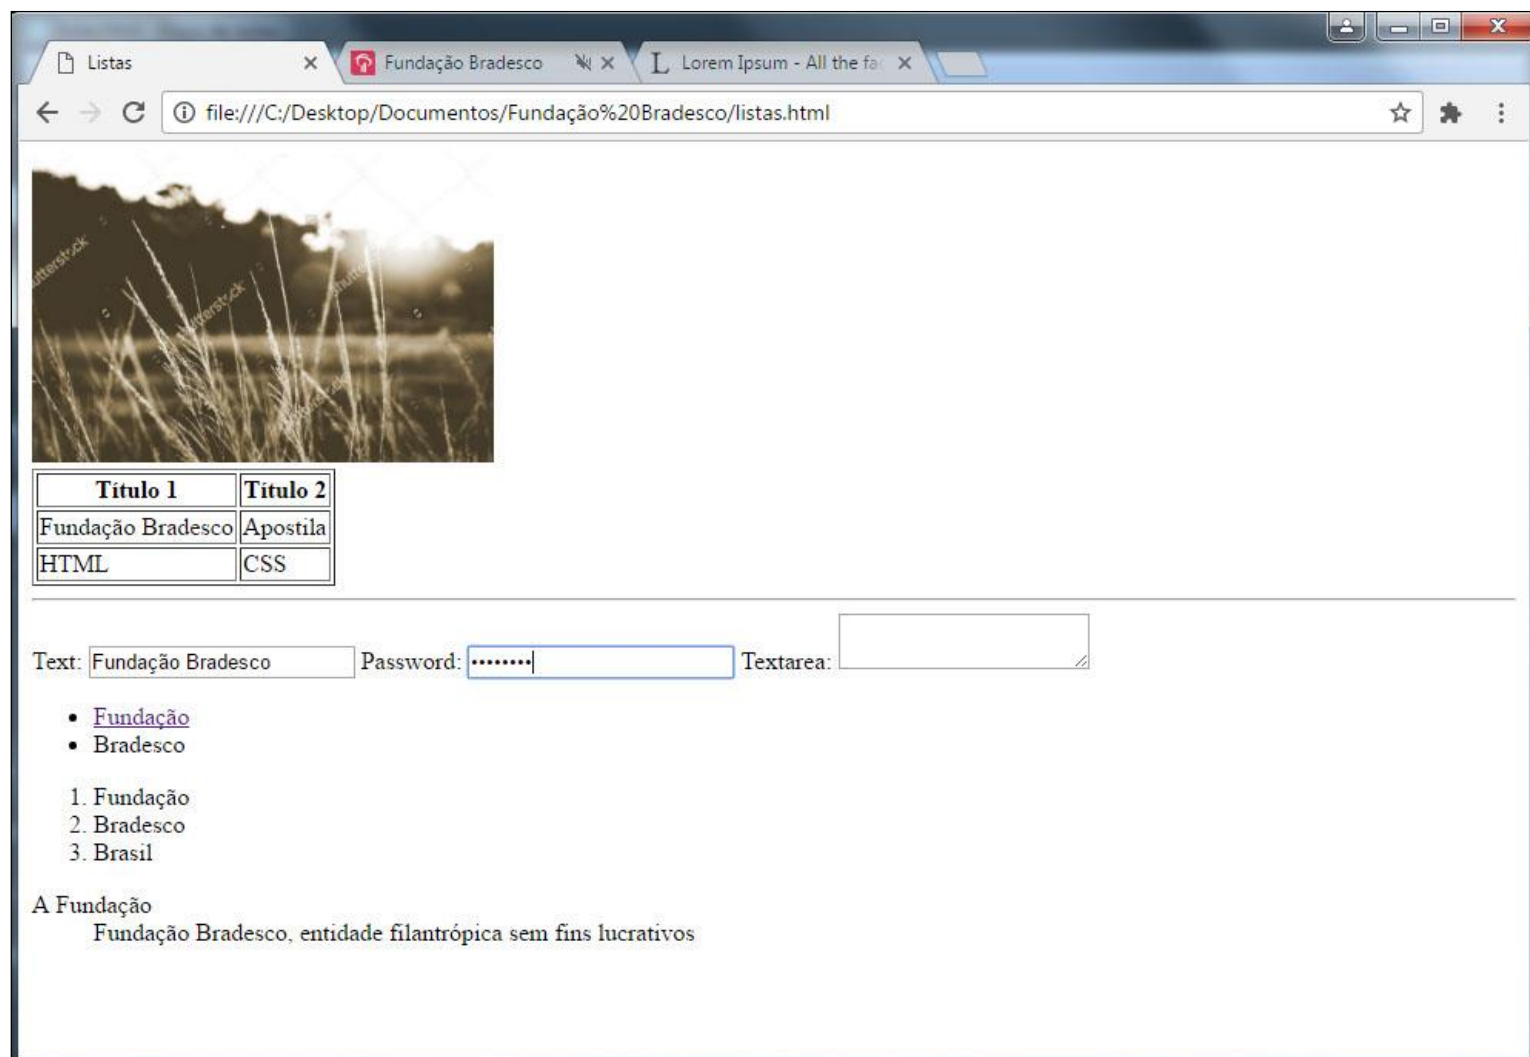 Listas
Fundação Bradesco
Lorem Ipsum - All the fac
file:///C:/Desktop/Documentos/Fundação%20Bradesco/listas.html
shutterstock
Título 1 Título 2
Fundação Bradesco Apostila
HTML CSS
Text: Fundação Bradesco Password: •••••••• Textarea:
• Fundação
• Bradesco
1. Fundação
2. Bradesco
3. Brasil
A Fundação
Fundação Bradesco, entidade filantrópica sem fins lucrativos